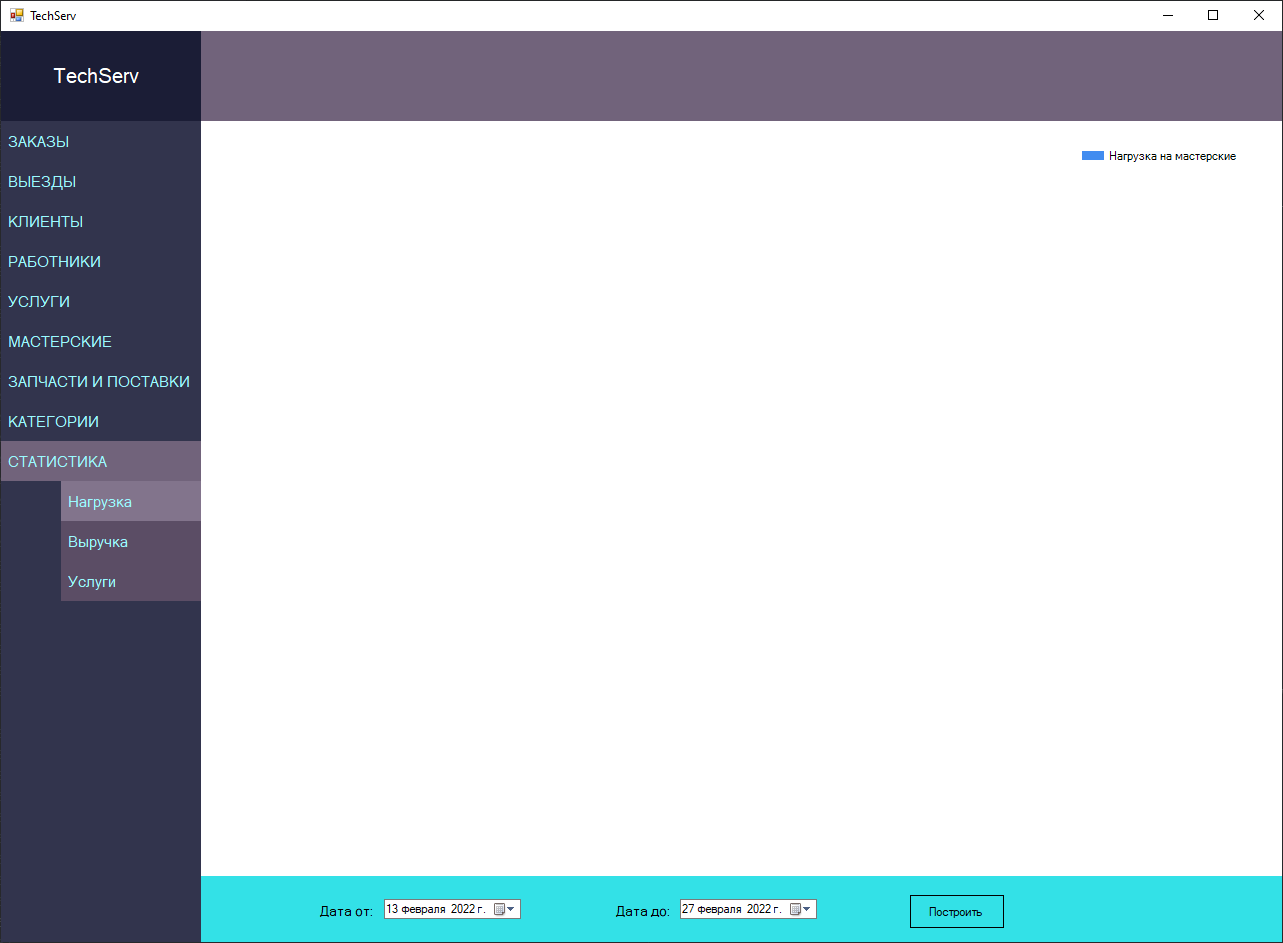 TechServ
TechServ
ЗАКАЗЫ
ВЫЕЗДЫ
КЛИЕНТЫ
РАБОТНИКИ
УСЛУГИ
МАСТЕРСКИЕ
ЗАПЧАСТИ И ПОСТАВКИ
КАТЕГОРИИ
СТАТИСТИКА
Нагрузка
Выручка
Услуги
Нагрузка на мастерские
Дата от: 13 февраля 2022 г. Дата до: 27 февраля 2022 г. Построить